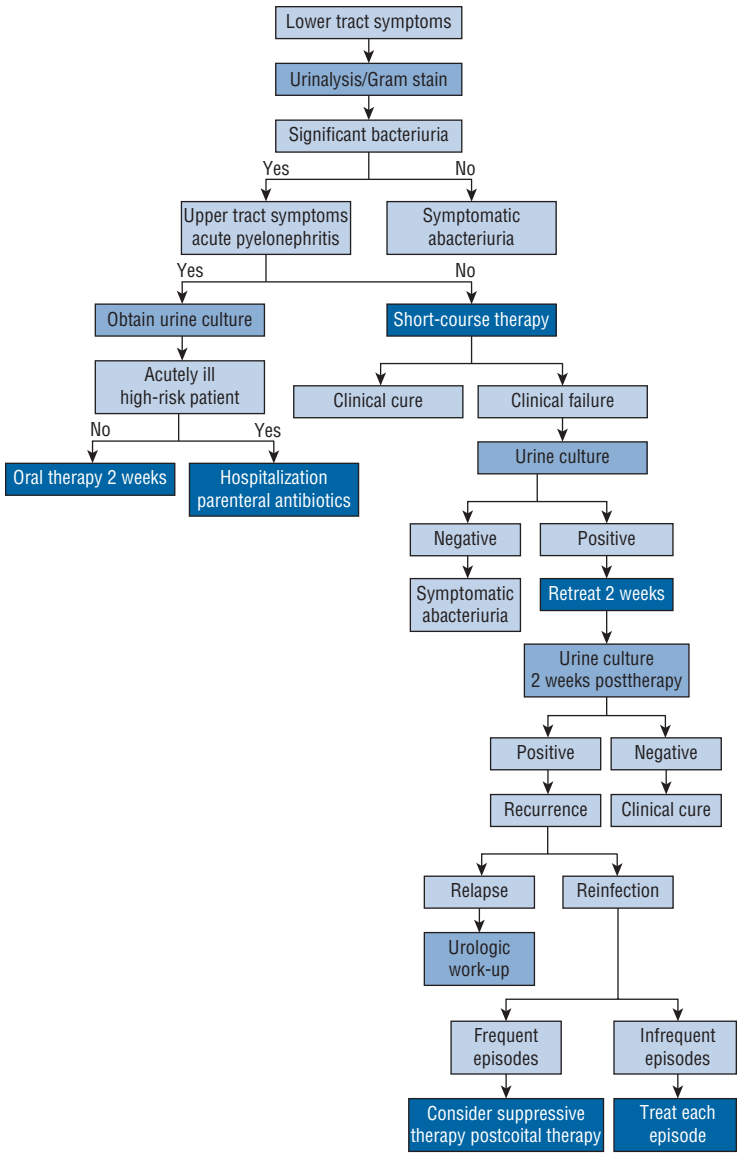 Lower tract symptoms
Urinalysis/Gram stain
Significant bacteriuria
Yes
No
Upper tract symptoms
acute pyelonephritis
Symptomatic
abacteriuria
Yes
No
Obtain urine culture
Short-course therapy
Acutely ill
high-risk patient
Clinical cure
Clinical failure
No
Yes
Oral therapy 2 weeks
Hospitalization
parenteral antibiotics
Urine culture
Negative
Positive
Symptomatic
abacteriuria
Retreat 2 weeks
Urine culture
2 weeks posttherapy
Positive
Negative
Recurrence
Clinical cure
Relapse
Reinfection
Urologic
work-up
Frequent
episodes
Infrequent
episodes
Consider suppressive
therapy postcoital therapy
Treat each
episode